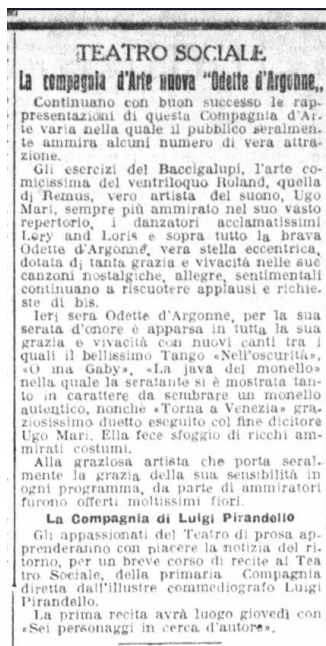 TEATRO SOCIALE
La compagnia d'Arte nuova "Odette d'Argonne„
Continuano con buon successo le rap-
presentazioni di questa Compagnia d'Ar-
te varia nella quale il pubblico seralmen-
te ammira alcuni numero di vera attra-
zione.
Gli esercizi del Baccigalupi, l'arte co-
micissima del ventriloquo Roland, quella
di Remus, vero artista del suono, Ugo
Mari, sempre più ammirato nel suo vasto
repertorio, i danzatori acclamatissimi
Lory and Loris e sopra tutto la brava
Odette d'Argonne, vera stella eccentrica,
dotata di tanta grazia e vivacità nelle sue
canzoni nostalgiche, allegre, sentimentali
continuano a riscuotere applausi e richie-
ste di bis.
Ieri sera Odette d'Argonne, per la sua
serata d'onore è apparsa in tutta la sua
grazia e vivacità con nuovi canti tra i
quali il bellissimo Tango «Nell'oscurità»,
«O mia Gaby», «La java del monello»
nella quale la seratante si è mostrata tan-
to in carattere da sembrare un monello
autentico, nonchè «Torna a Venezia» gra-
ziosissimo duetto eseguito col fine dicitore
Ugo Mari. Ella fece sfoggio di ricchi am-
mirati costumi.
Alla graziosa artista che porta seral-
mente la grazia della sua sensibilità in
ogni programma, da parte di ammiratori
furono offerti moltissimi fiori.
La Compagnia di Luigi Pirandello
Gli appassionati del Teatro di prosa ap-
prenderanno con piacere la notizia del ri-
torno, per un breve corso di recite al Tea
tro Sociale, della primaria Compagnia
diretta dall'illustre commediografo Luigi
Pirandello.
La prima recita avrà luogo giovedì con
«Sei personaggi in cerca d'autore».